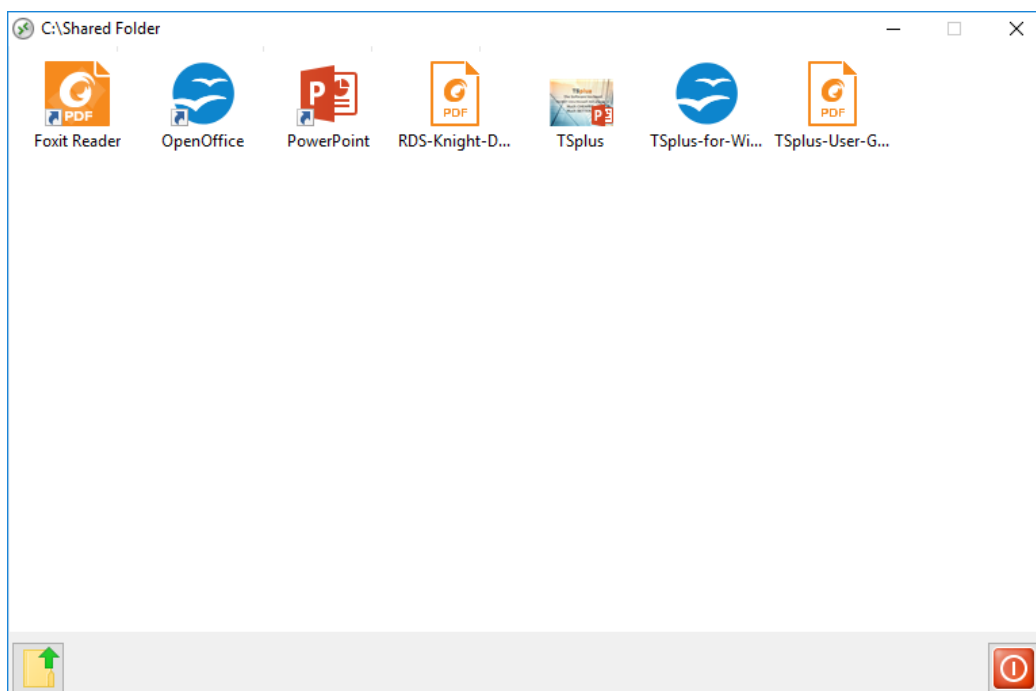 C:\Shared Folder
PDF
P
PDF
P
PDF
Foxit Reader
OpenOffice
PowerPoint
RDS-Knight-D...
TSplus
TSplus-for-Wi...
TSplus-User-G...